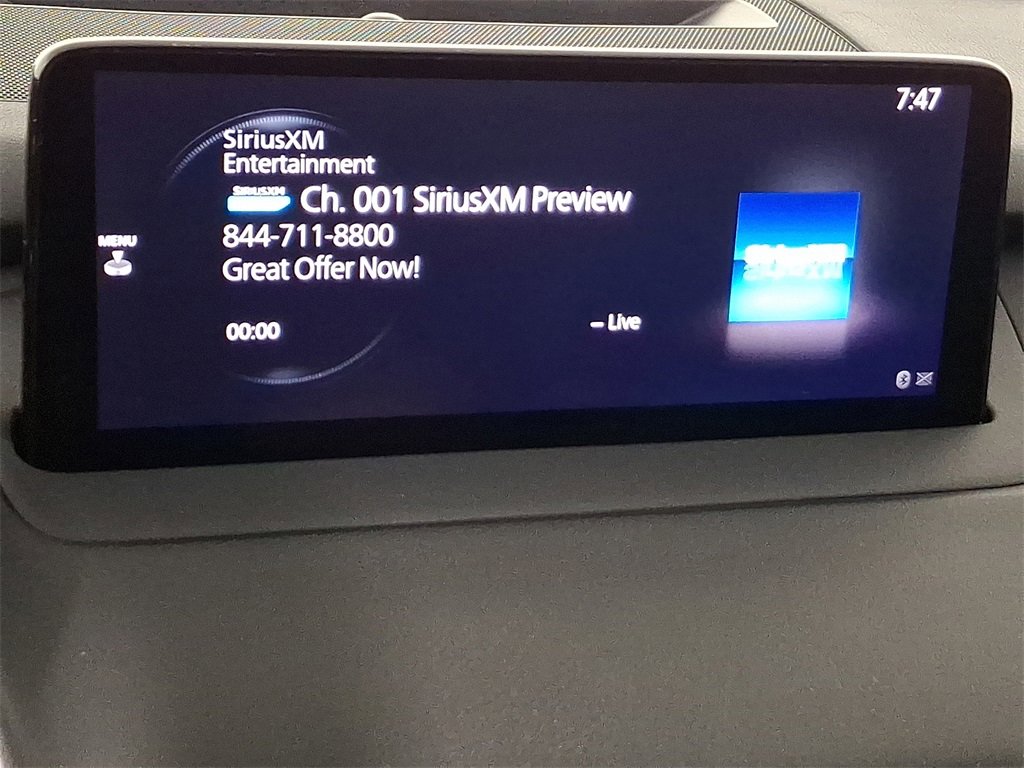 7:47
SiriusXM
Entertainment
SiriusXM
Ch. 001 SiriusXM Preview
MENU
844-711-8800
Great Offer Now!
00:00
– Live